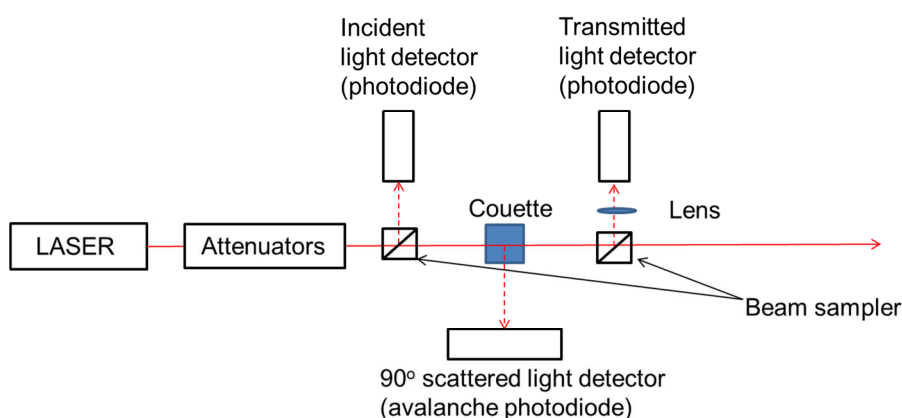 Incident
light detector
(photodiode)
Transmitted
light detector
(photodiode)
Couette
Lens
LASER
Attenuators
Beam sampler
90° scattered light detector
(avalanche photodiode)